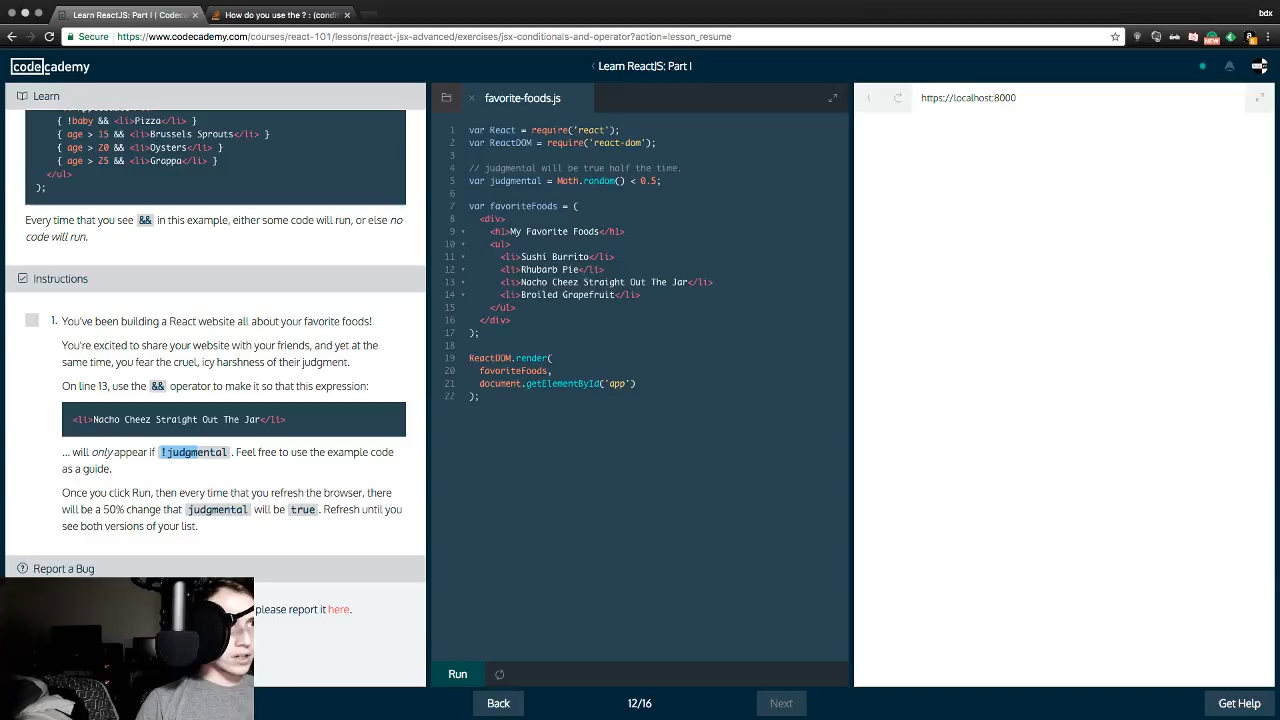 Learn ReactJS: Part I | Codec
How do you use the ? : (condit
bdx
Secure
https://www.codecademy.com/courses/react-101/lessons/react-jsx-advanced/exercises/jsx-conditionals-and-operator?action=lesson_resume
NEW
codecademy
Learn ReactJS: Part I
Learn
{ !baby && <li>Pizza</li> }
{ age > 15 && <li>Brussels Sprouts</li> }
{ age > 20 && <li>Oysters</li> }
{ age > 25 && <li>Grappa</li> }
</ul>
);
Every time that you see && in this example, either some code will run, or else no
code will run.
Instructions
1. You've been building a React website all about your favorite foods!
You're excited to share your website with your friends, and yet at the
same time, you fear the cruel, icy harshness of their judgment.
On line 13, use the && operator to make it so that this expression:
<li>Nacho Cheez Straight Out The Jar</li>
... will only appear if !judgmental. Feel free to use the example code
as a guide.
Once you click Run, then every time that you refresh the browser, there
will be a 50% change that judgmental will be true. Refresh until you
see both versions of your list.
Report a Bug
please report it here.
favorite-foods.js
1 var React = require('react');
2 var ReactDOM = require('react-dom');
3
4 // judgmental will be true half the time.
5 var judgmental = Math.random() < 0.5;
6
7 var favoriteFoods = (
8 <div>
9 <h1>My Favorite Foods</h1>
10 <ul>
11 <li>Sushi Burrito</li>
12 <li>Rhubarb Pie</li>
13 <li>Nacho Cheez Straight Out The Jar</li>
14 <li>Broiled Grapefruit</li>
15 </ul>
16 </div>
17 );
18
19 ReactDOM.render(
20 favoriteFoods,
21 document.getElementById('app')
22 );
Run
https://localhost:8000
Back
12/16
Next
Get Help